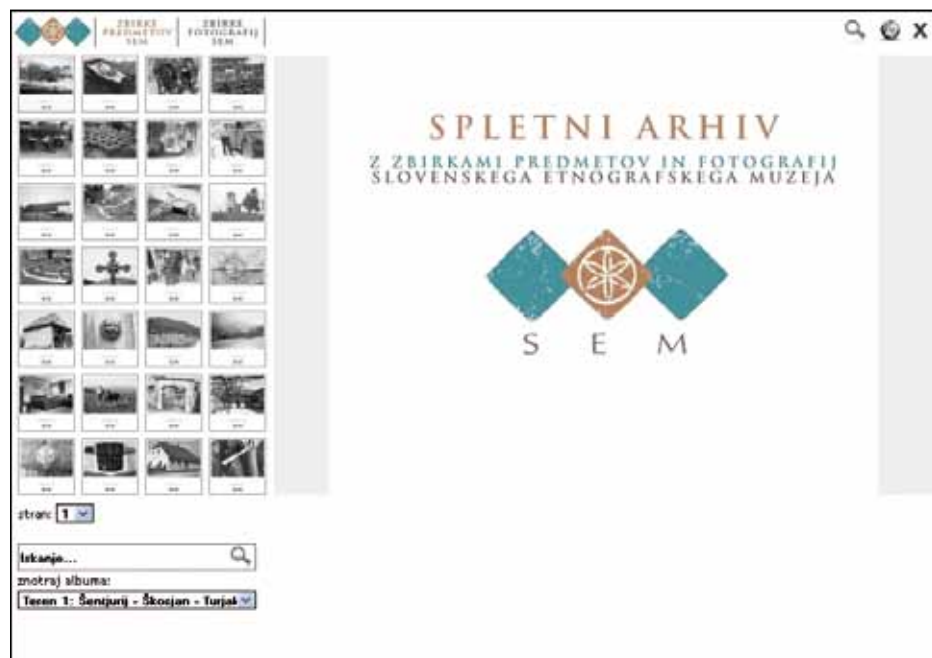 ZBIRKE
PREDMETOV
SEM
ZBIRKE
FOTOGRAFIJ
SEM
X
SPLETNI ARHIV
Z ZBIRKAMI PREDMETOV IN FOTOGRAFIJ
SLOVENSKEGA ETNOGRAFSKEGA MUZEJA
S E M
stran: 1
Iskanje...
znotraj albuma:
Teren 1: Šentjurij - Škocjan - Turjak